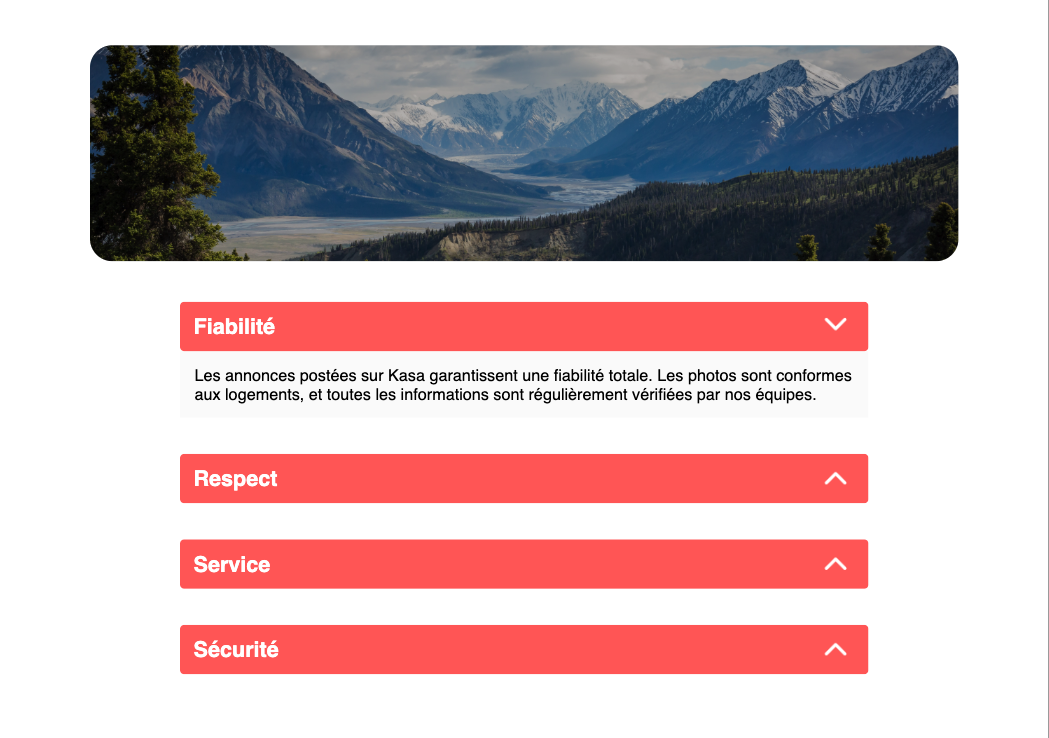 Fiabilité
Les annonces postées sur Kasa garantissent une fiabilité totale. Les photos sont conformes
aux logements, et toutes les informations sont régulièrement vérifiées par nos équipes.
Respect
Service
Sécurité